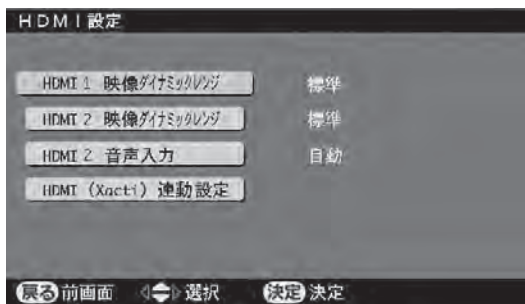 HDMI設定
HDMI 1 映像ダイナミックレンジ 標準
HDMI 2 映像ダイナミックレンジ 標準
HDMI 2 音声入力 自動
HDMI (Xacti) 連動設定
戻る 前画面 選択 決定 決定